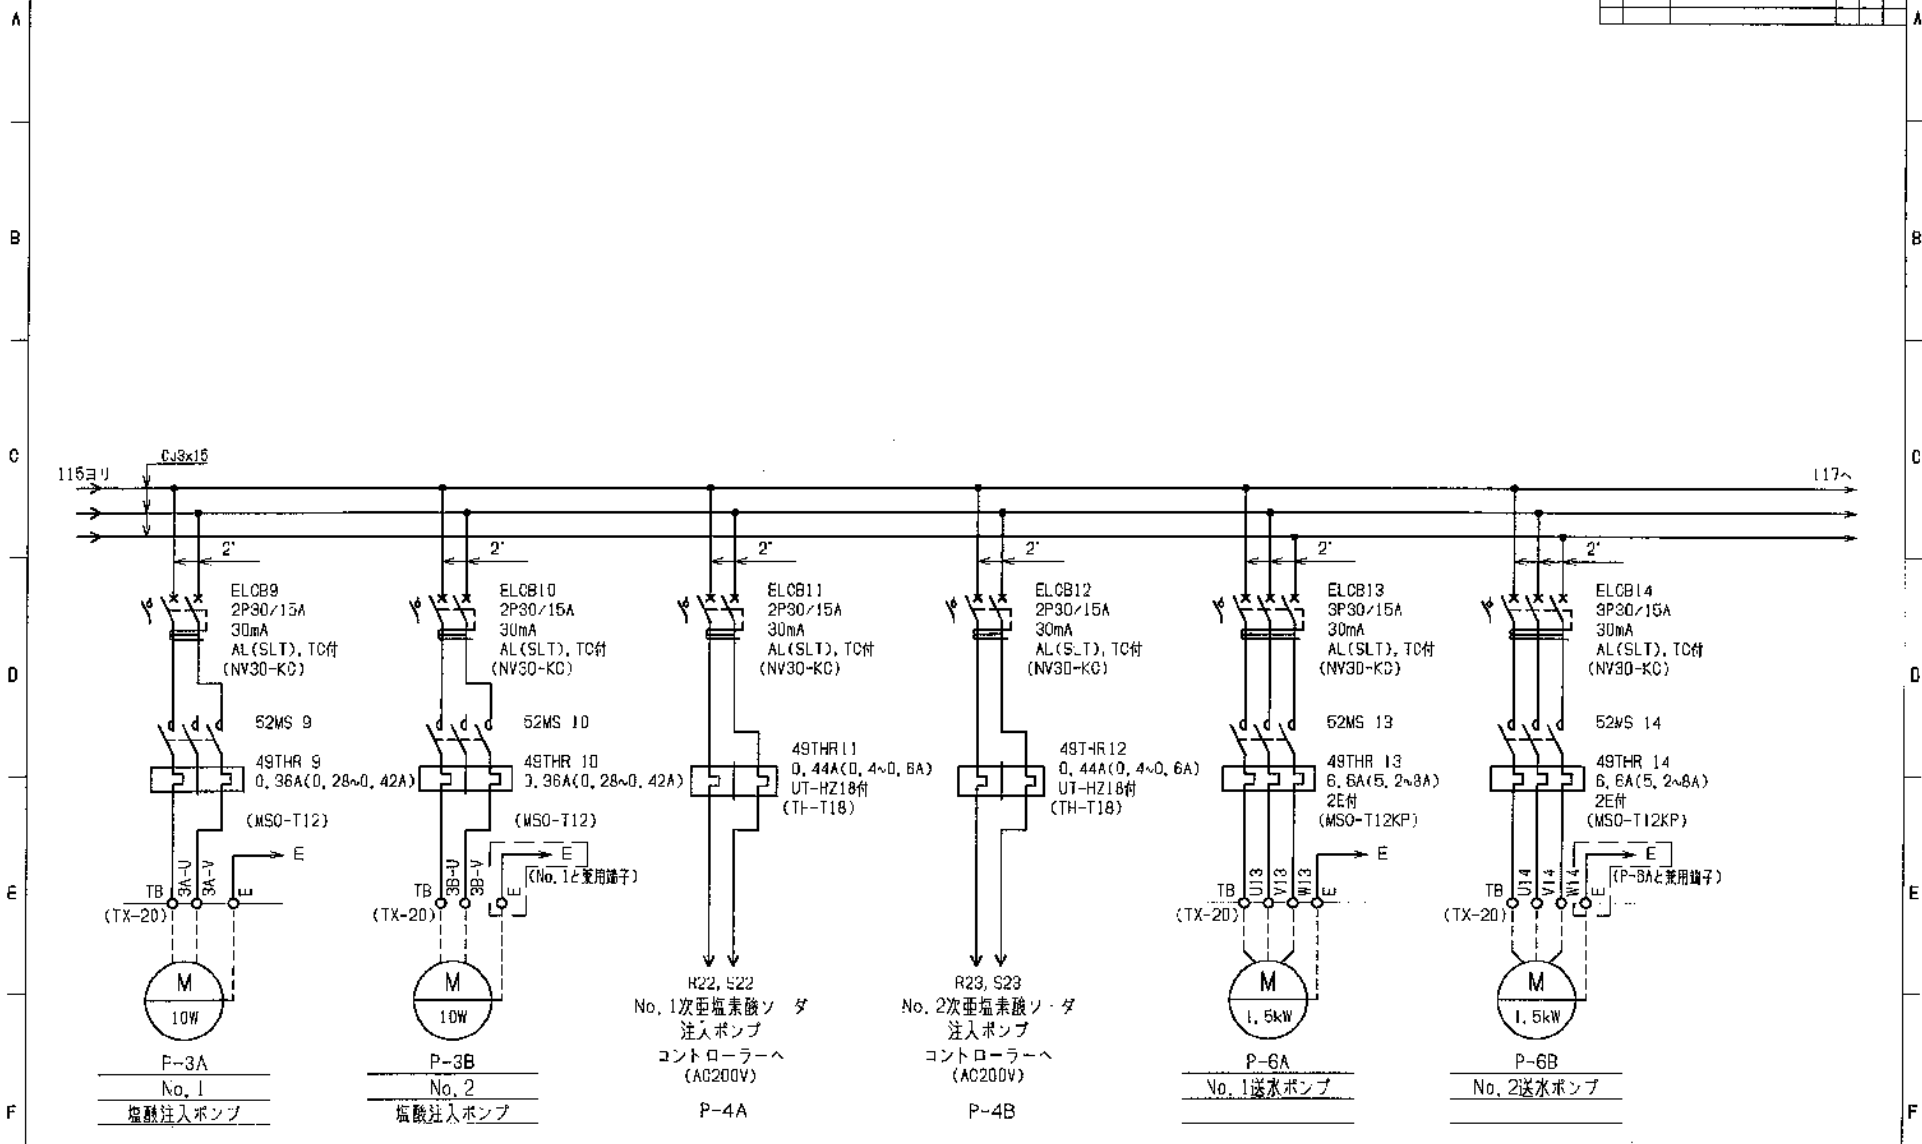 A
A
B
B
C
C
D
D
E
E
F
F
115ヨリ
CJ3x15
117へ
2゜
ELCB9
2P30/15A
30mA
AL(SLT), TC付
(NV30-KC)
52MS 9
49THR 9
0.36A(0.28~0.42A)
(MSO-T12)
E
TB
(TX-20)
3A-U
3A-V
E
M
10W
P-3A
No.1
塩酸注入ポンプ
2゜
ELCB10
2P30/15A
30mA
AL(SLT), TC付
(NV30-KC)
52MS 10
49THR 10
0.36A(0.28~0.42A)
(MSO-T12)
E
(No.1と兼用端子)
TB
(TX-20)
3B-U
3B-V
E
M
10W
P-3B
No.2
塩酸注入ポンプ
2゜
ELCB11
2P30/15A
30mA
AL(SLT), TC付
(NV30-KC)
49THR11
0.44A(0.4~0.6A)
UT-HZ18付
(TH-T18)
R22, S22
No.1次亜塩素酸ソーダ
注入ポンプ
コントローラーへ
(AC200V)
P-4A
2゜
ELCB12
2P30/15A
30mA
AL(SLT), TC付
(NV30-KC)
49THR12
0.44A(0.4~0.6A)
UT-HZ18付
(TH-T18)
R23, S23
No.2次亜塩素酸ソーダ
注入ポンプ
コントローラーへ
(AC200V)
P-4B
2゜
ELCB13
3P30/15A
30mA
AL(SLT), TC付
(NV30-KC)
52MS 13
49THR 13
6.6A(5.2~8A)
2E付
(MSO-T12KP)
E
TB
(TX-20)
U13
V13
W13
E
M
1.5kW
P-6A
No.1送水ポンプ
2゜
ELCB14
3P30/15A
30mA
AL(SLT), TC付
(NV30-KC)
52MS 14
49THR 14
6.6A(5.2~8A)
2E付
(MSO-T12KP)
E
(P-6Aと兼用端子)
TB
(TX-20)
U14
V14
W14
E
M
1.5kW
P-6B
No.2送水ポンプ